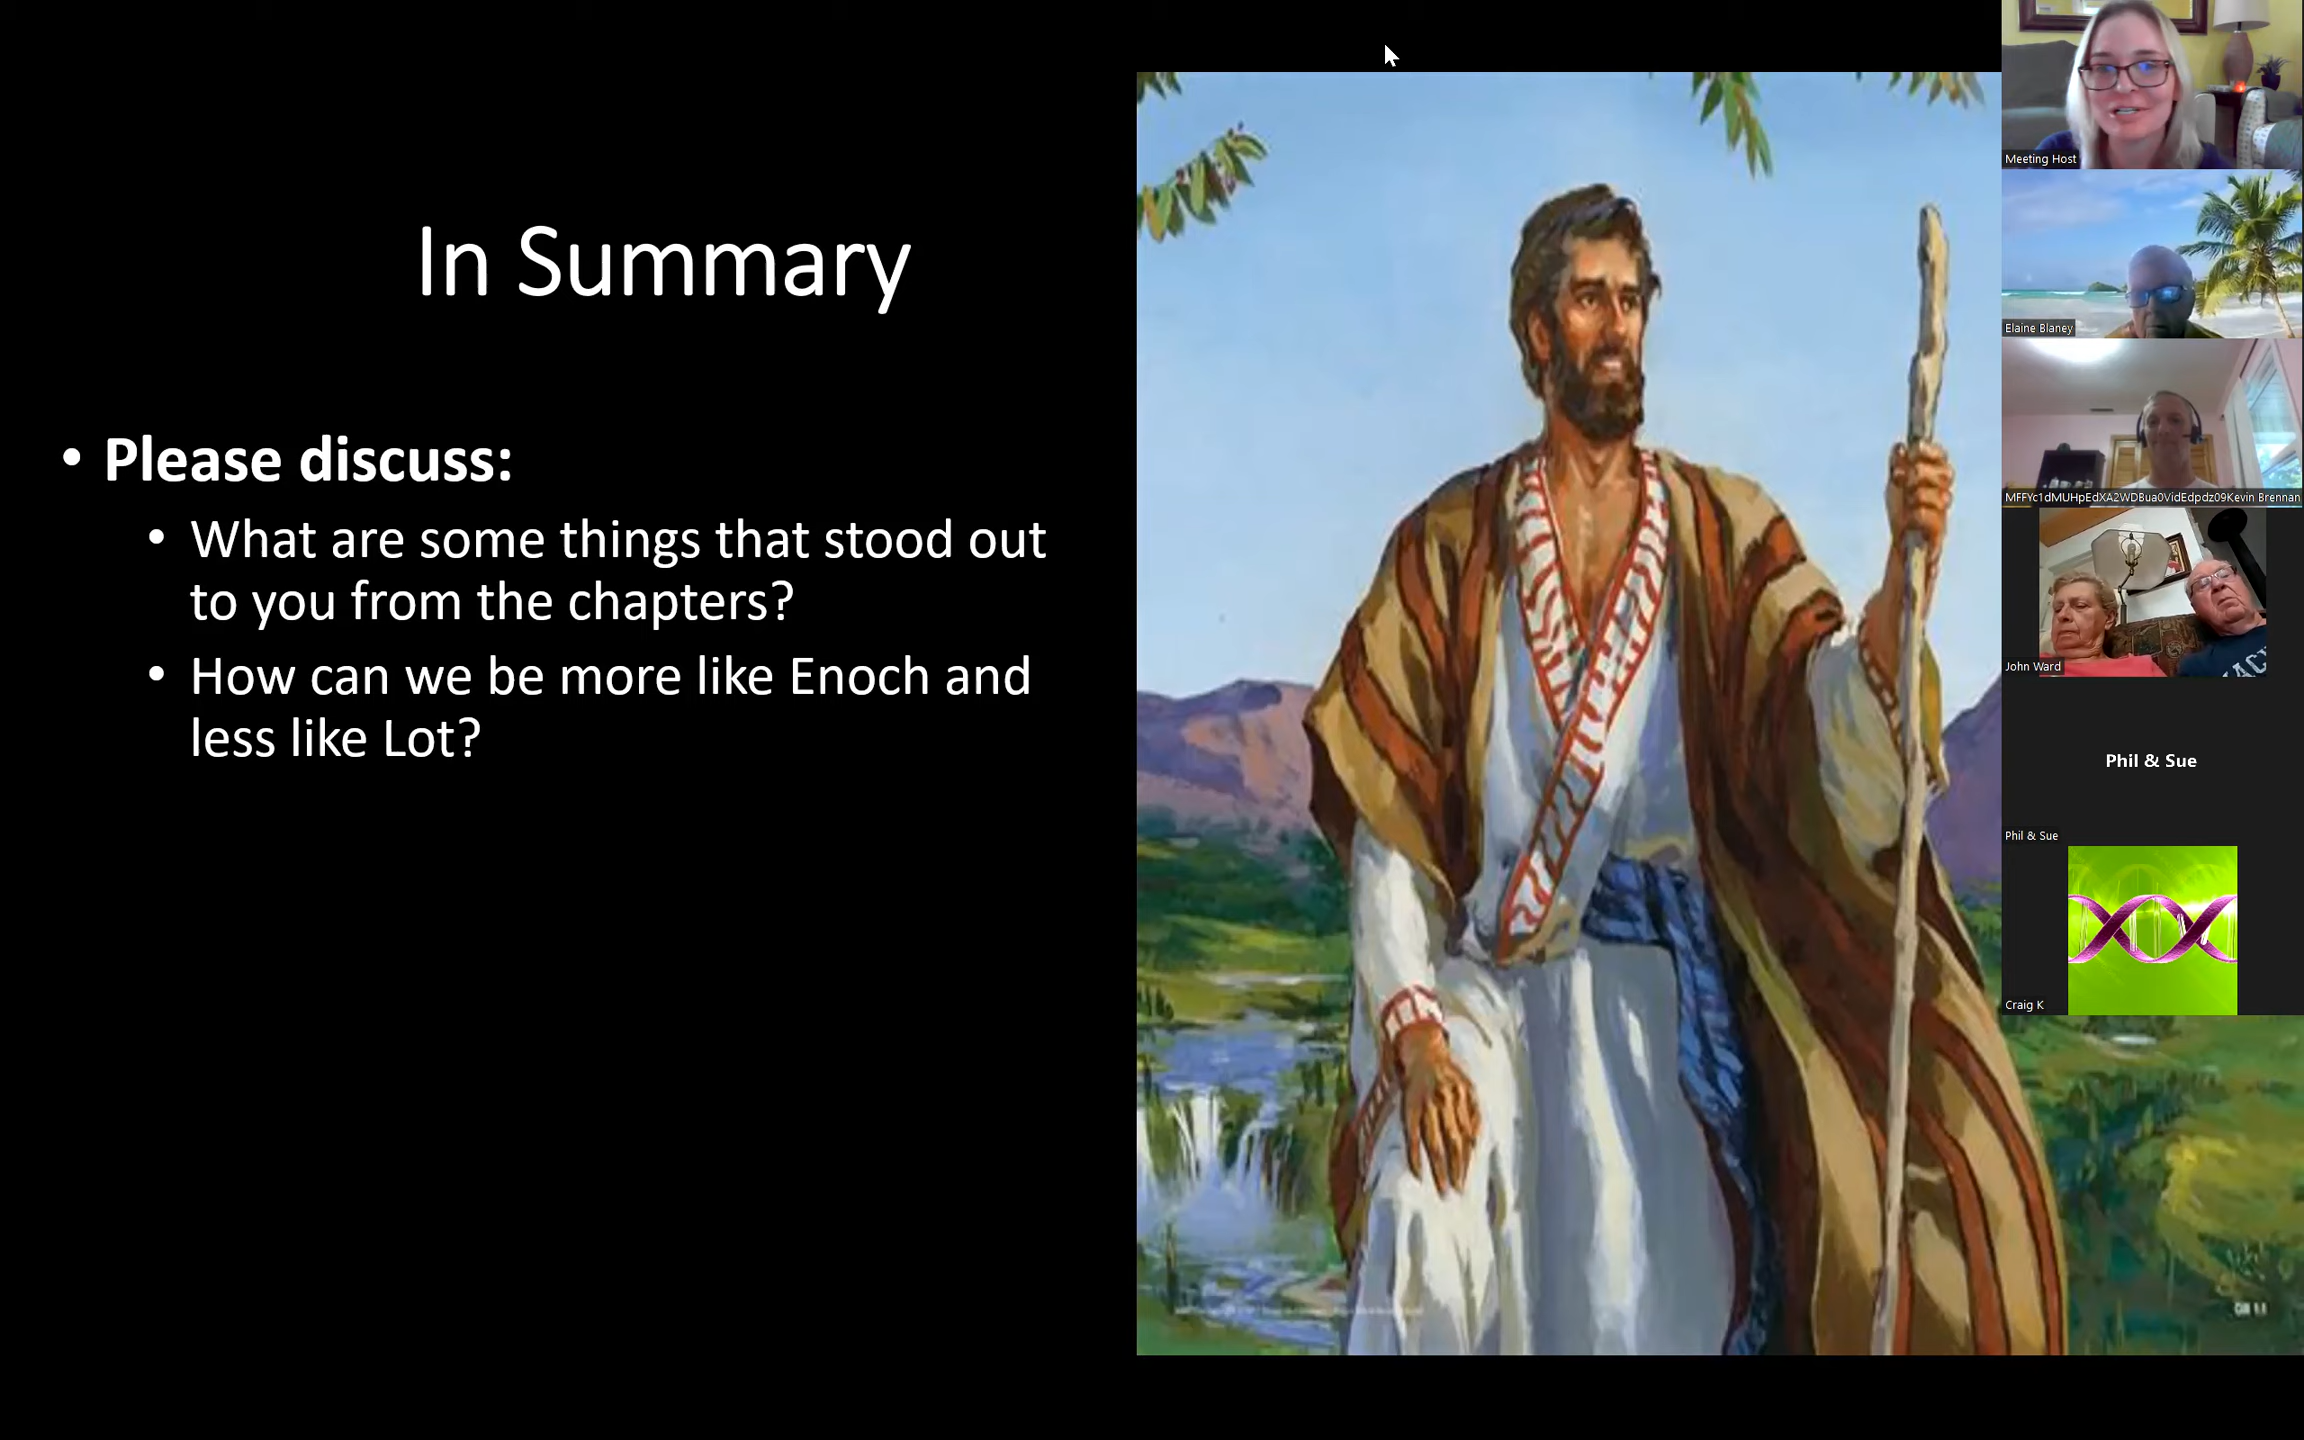 In Summary
• Please discuss:
• What are some things that stood out
to you from the chapters?
• How can we be more like Enoch and
less like Lot?
Meeting Host
Elaine Blaney
MFFYc1dMUHpEdXA2WDBua0VidEdpdz09Kevin Brennan
John Ward
Phil & Sue
Phil & Sue
Craig K